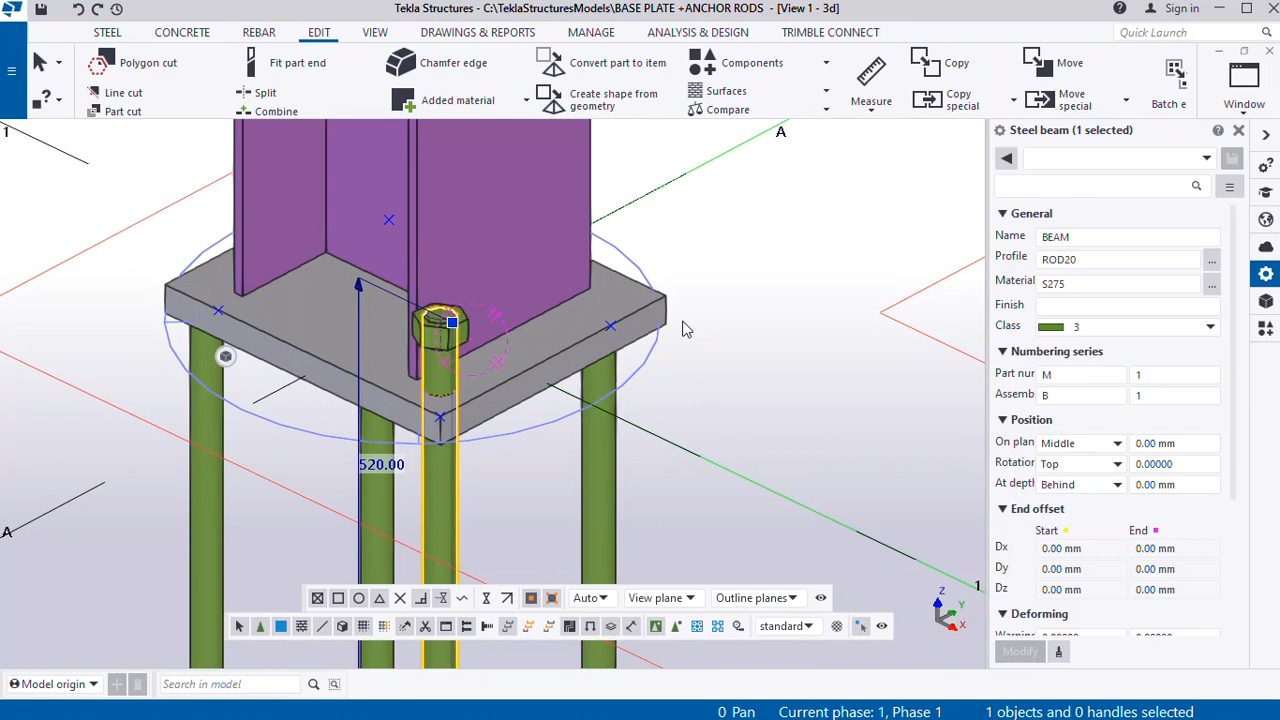 Tekla Structures - C:\TeklaStructuresModels\BASE PLATE +ANCHOR RODS - [View 1 - 3d]
Sign in
STEEL CONCRETE REBAR EDIT VIEW DRAWINGS & REPORTS MANAGE ANALYSIS & DESIGN TRIMBLE CONNECT
Quick Launch
Polygon cut
Line cut
Part cut
Fit part end
Split
Combine
Chamfer edge
Added material
Convert part to item
Create shape from
geometry
Components
Surfaces
Compare
Measure
Copy
Copy
special
Move
Move
special
Batch e
Window
1
A
520.00
A
1
Z
Y
X
Steel beam (1 selected)
General
Name BEAM
Profile ROD20 ...
Material S275 ...
Finish
Class 3
Numbering series
Part nur M 1
Assemb B 1
Position
On plan Middle 0.00 mm
Rotation Top 0.00000
At depth Behind 0.00 mm
End offset
Start End
Dx 0.00 mm 0.00 mm
Dy 0.00 mm 0.00 mm
Dz 0.00 mm 0.00 mm
Deforming
Modify
Auto View plane Outline planes
standard
Model origin Search in model
0 Pan Current phase: 1, Phase 1 1 objects and 0 handles selected